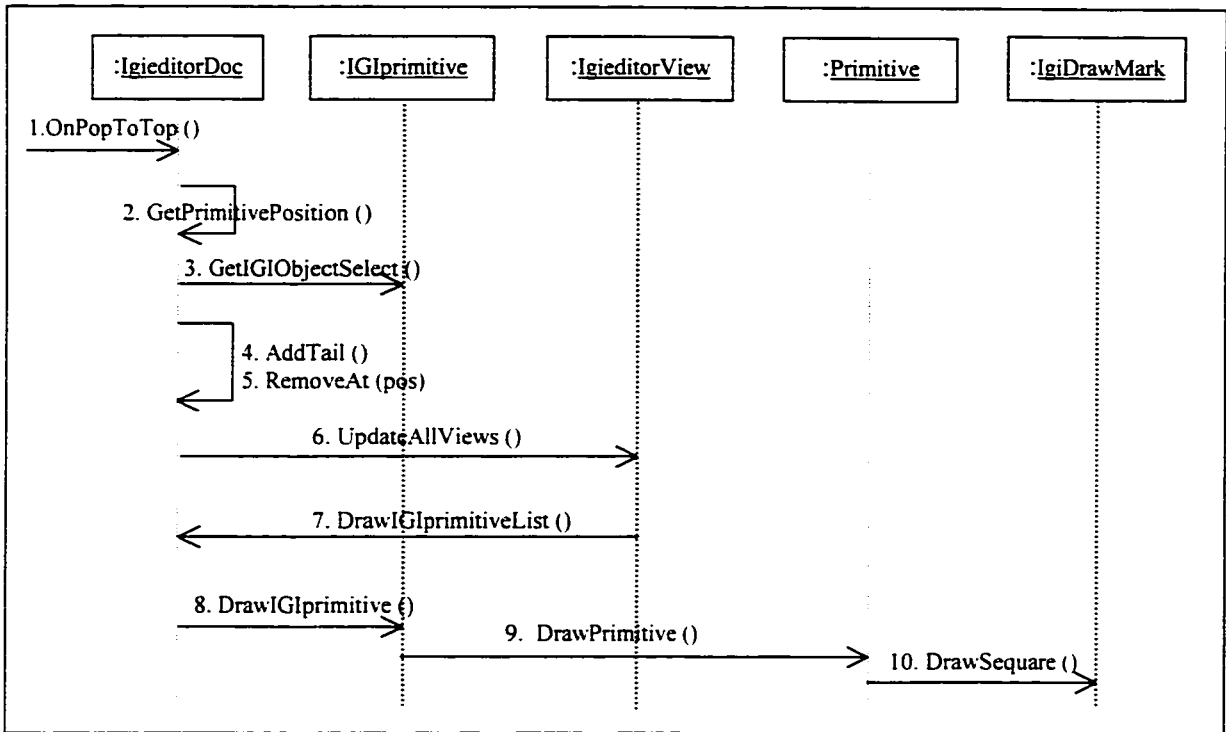 :IgieditorDoc :IGIprimitive :IgieditorView :Primitive :IgiDrawMark
1.OnPopToTop ()
2. GetPrimitivePosition ()
3. GetIGIObjectSelect ()
4. AddTail ()
5. RemoveAt (pos)
6. UpdateAllViews ()
7. DrawIGIprimitiveList ()
8. DrawIGIprimitive ()
9. DrawPrimitive ()
10. DrawSequare ()